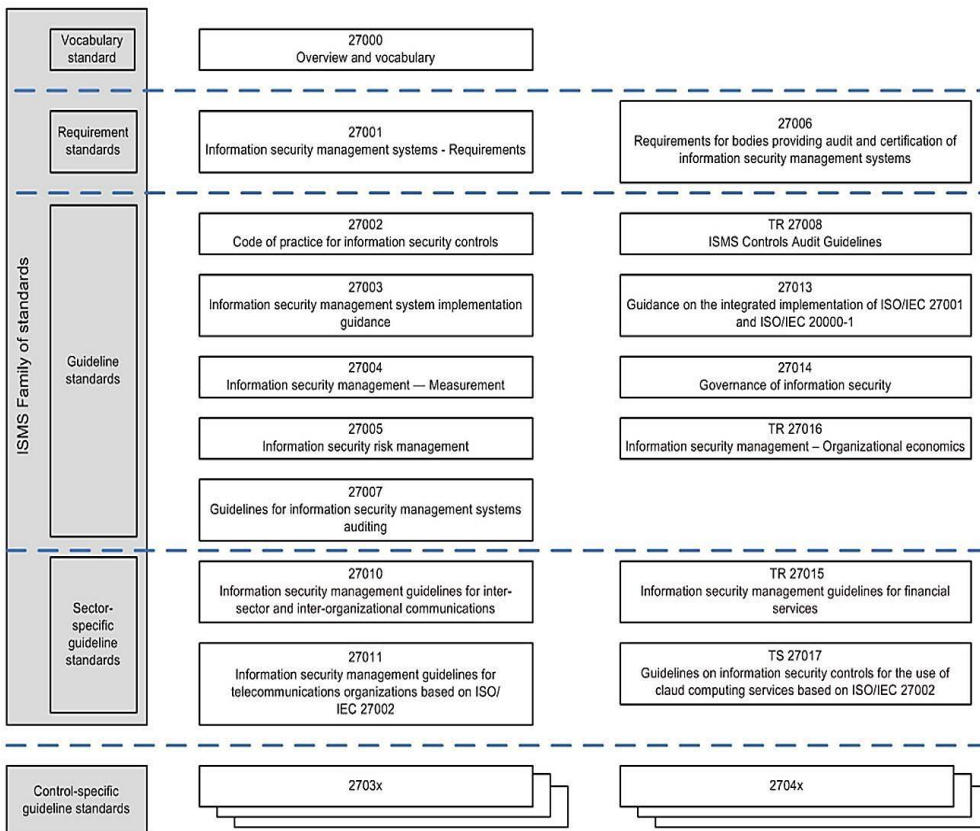 ISMS Family of standards
Vocabulary
standard
27000
Overview and vocabulary
Requirement
standards
27001
Information security management systems - Requirements
27006
Requirements for bodies providing audit and certification of
information security management systems
Guideline
standards
27002
Code of practice for information security controls
TR 27008
ISMS Controls Audit Guidelines
27003
Information security management system implementation
guidance
27013
Guidance on the integrated implementation of ISO/IEC 27001
and ISO/IEC 20000-1
27004
Information security management — Measurement
27014
Governance of information security
27005
Information security risk management
TR 27016
Information security management – Organizational economics
27007
Guidelines for information security management systems
auditing
Sector-
specific
guideline
standards
27010
Information security management guidelines for inter-
sector and inter-organizational communications
TR 27015
Information security management guidelines for financial
services
27011
Information security management guidelines for
telecommunications organizations based on ISO/
IEC 27002
TS 27017
Guidelines on information security controls for the use of
claud computing services based on ISO/IEC 27002
Control-specific
guideline standards
2703x
2704x